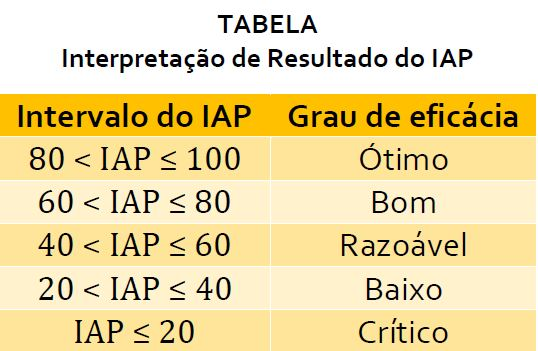 TABELA
Interpretação de Resultado do IAP
Intervalo do IAP Grau de eficácia
80 < IAP ≤ 100 Ótimo
60 < IAP ≤ 80 Bom
40 < IAP ≤ 60 Razoável
20 < IAP ≤ 40 Baixo
IAP ≤ 20 Crítico